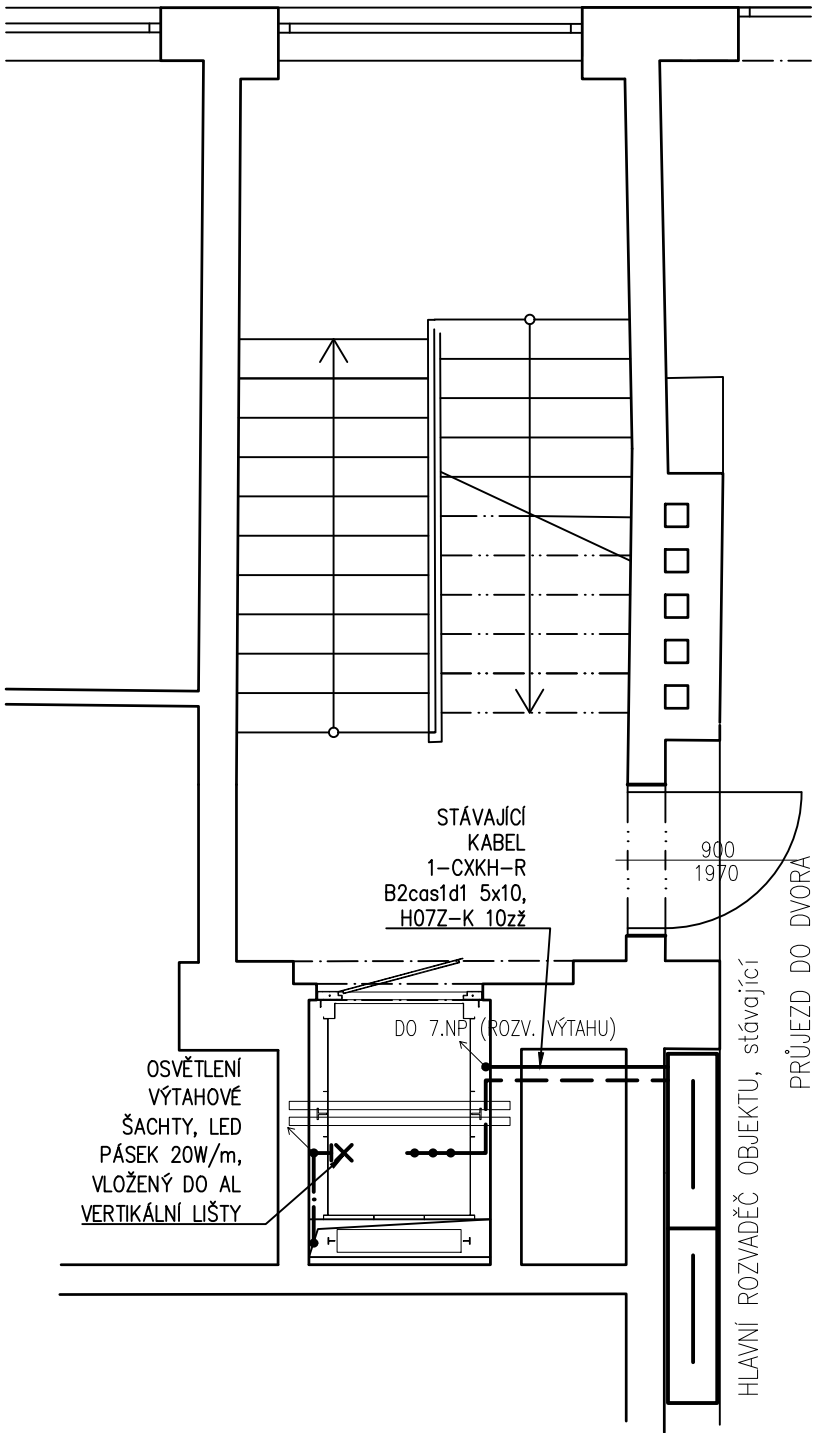 STÁVAJÍCÍ
KABEL
1-CXKH-R
B2cas1d1 5x10,
H07Z-K 10zž
900
1970
PRŮJEZD DO DVORA
HLAVNÍ ROZVADĚČ OBJEKTU, stávající
DO 7.NP (ROZV. VÝTAHU)
OSVĚTLENÍ
VÝTAHOVÉ
ŠACHTY, LED
PÁSEK 20W/m,
VLOŽENÝ DO AL
VERTIKÁLNÍ LIŠTY